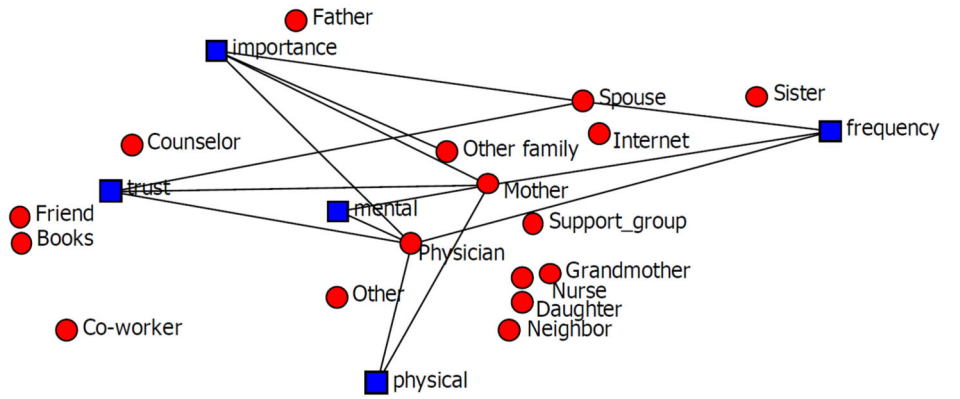 Father
importance
Spouse
Sister
frequency
Internet
Counselor
Other family
trust
Mother
mental
Friend
Support_group
Books
Physician
Grandmother
Nurse
Other
Daughter
Co-worker
Neighbor
physical